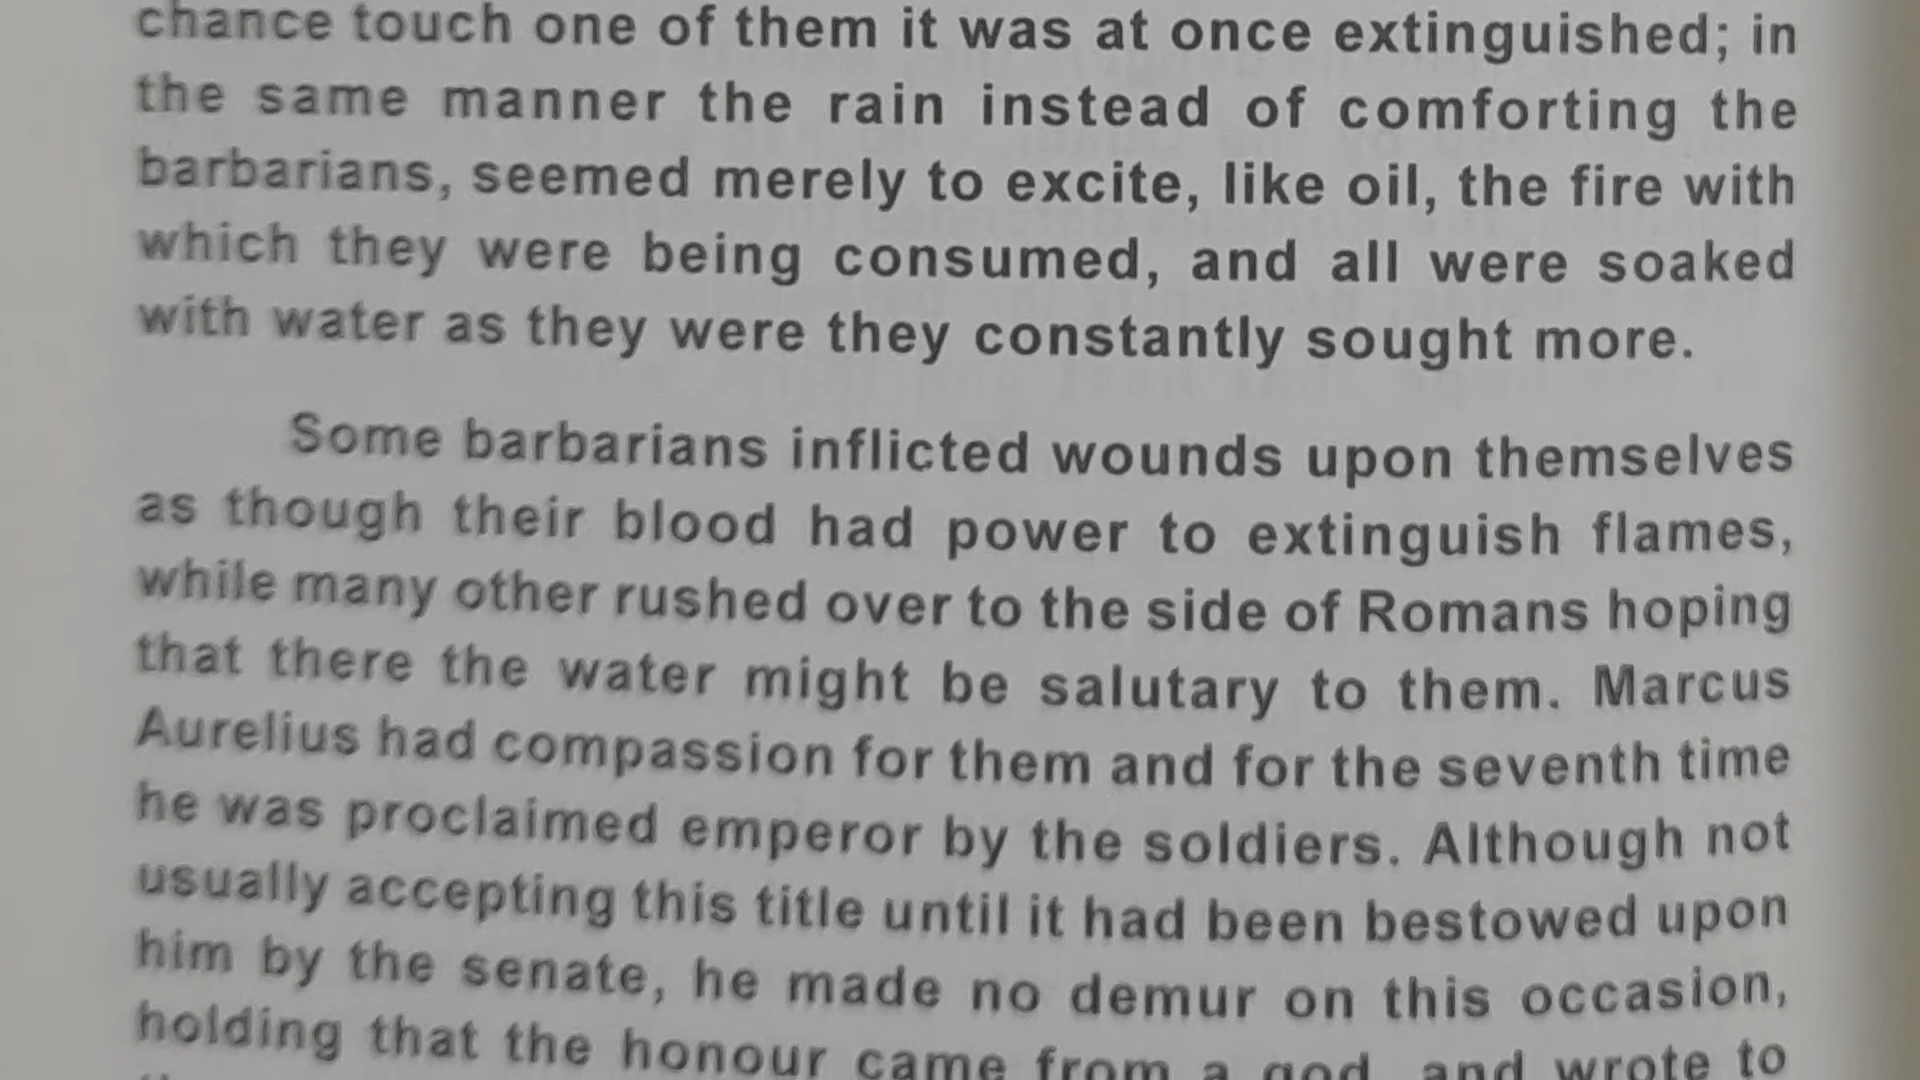 chance touch one of them it was at once extinguished; in
the same manner the rain instead of comforting the
barbarians, seemed merely to excite, like oil, the fire with
which they were being consumed, and all were soaked
with water as they were they constantly sought more.
Some barbarians inflicted wounds upon themselves
as though their blood had power to extinguish flames,
while many other rushed over to the side of Romans hoping
that there the water might be salutary to them. Marcus
Aurelius had compassion for them and for the seventh time
he was proclaimed emperor by the soldiers. Although not
usually accepting this title until it had been bestowed upon
him by the senate, he made no demur on this occasion,
holding that the honour came from a god, and wrote to